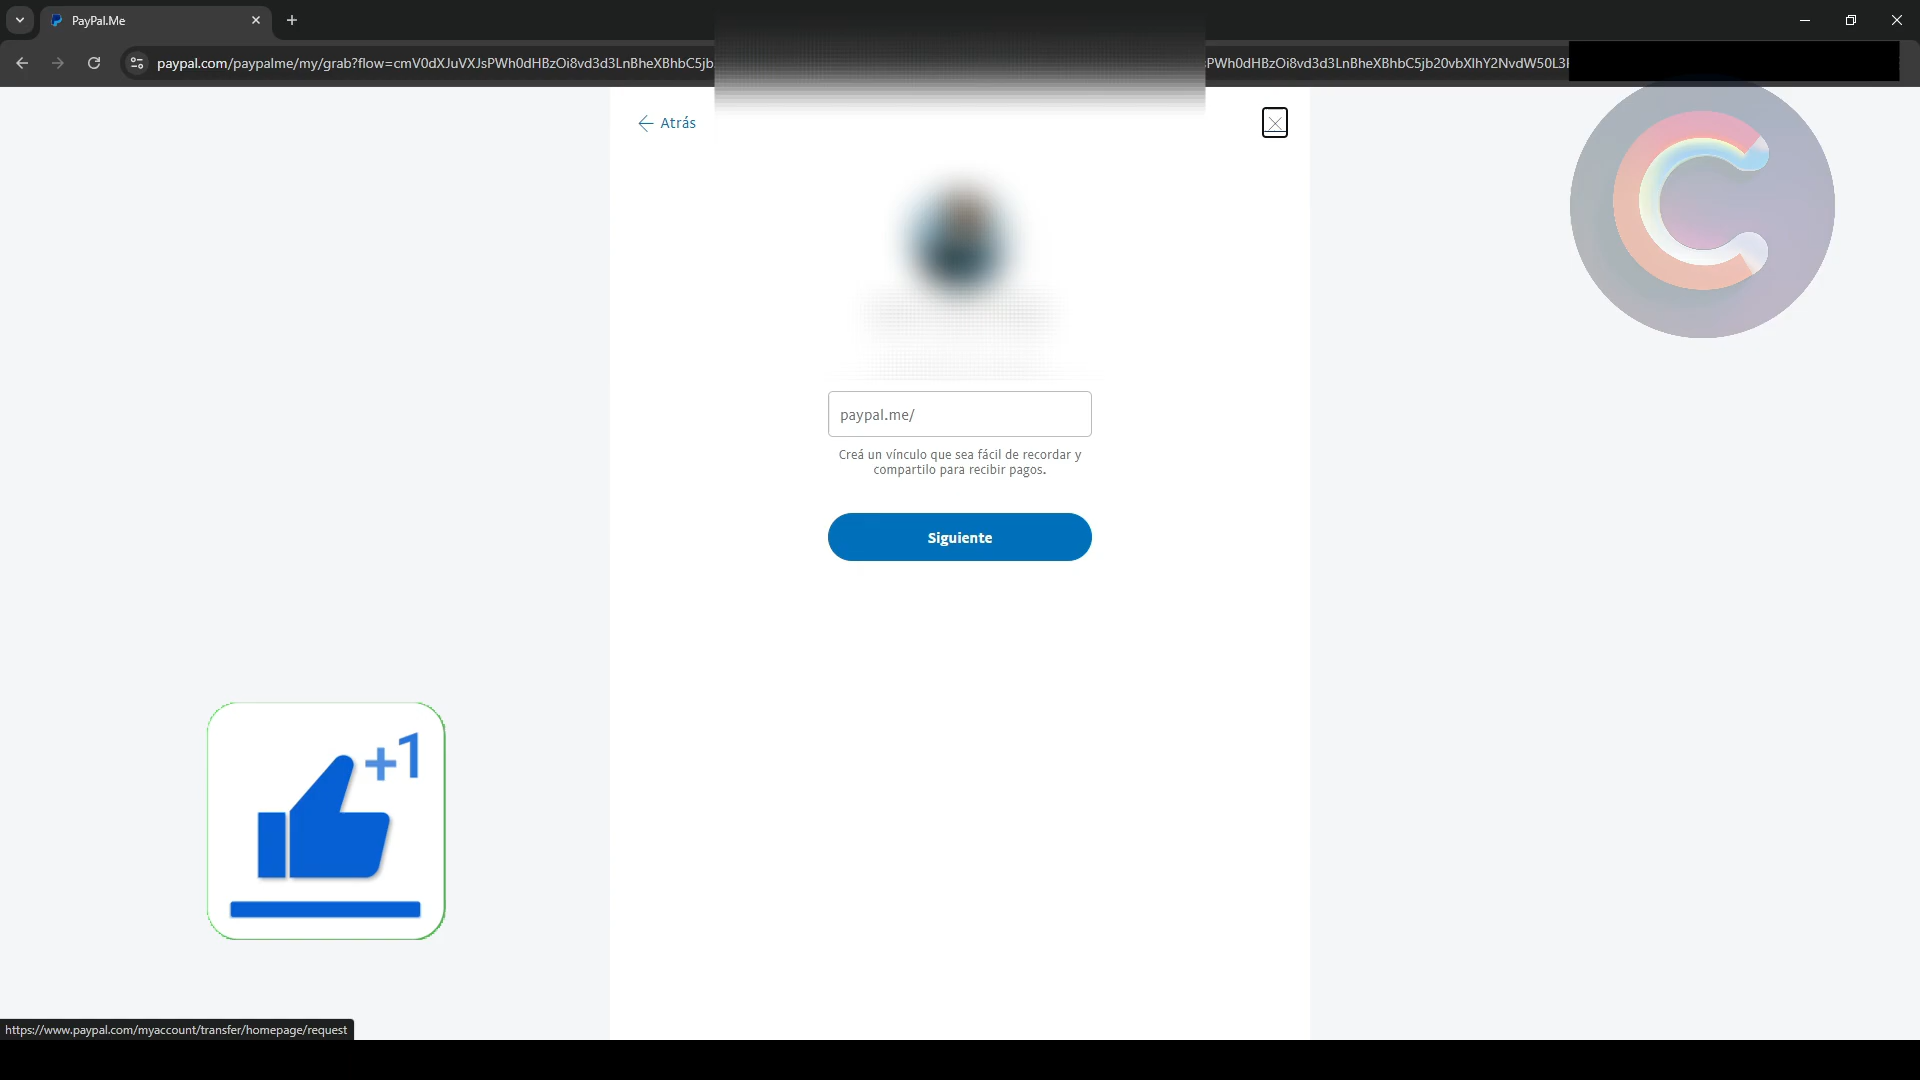 PayPal.Me
paypal.com/paypalme/my/grab?flow=cmV0dXJuVXJsPWh0dHBzOi8vd3d3LnBheXBhbC5jb
PWh0dHBzOi8vd3d3LnBheXBhbC5jb20vbXlhY2NvdW50L3
Atrás
paypal.me/
Creá un vínculo que sea fácil de recordar y
compartilo para recibir pagos.
Siguiente
+1
https://www.paypal.com/myaccount/transfer/homepage/request